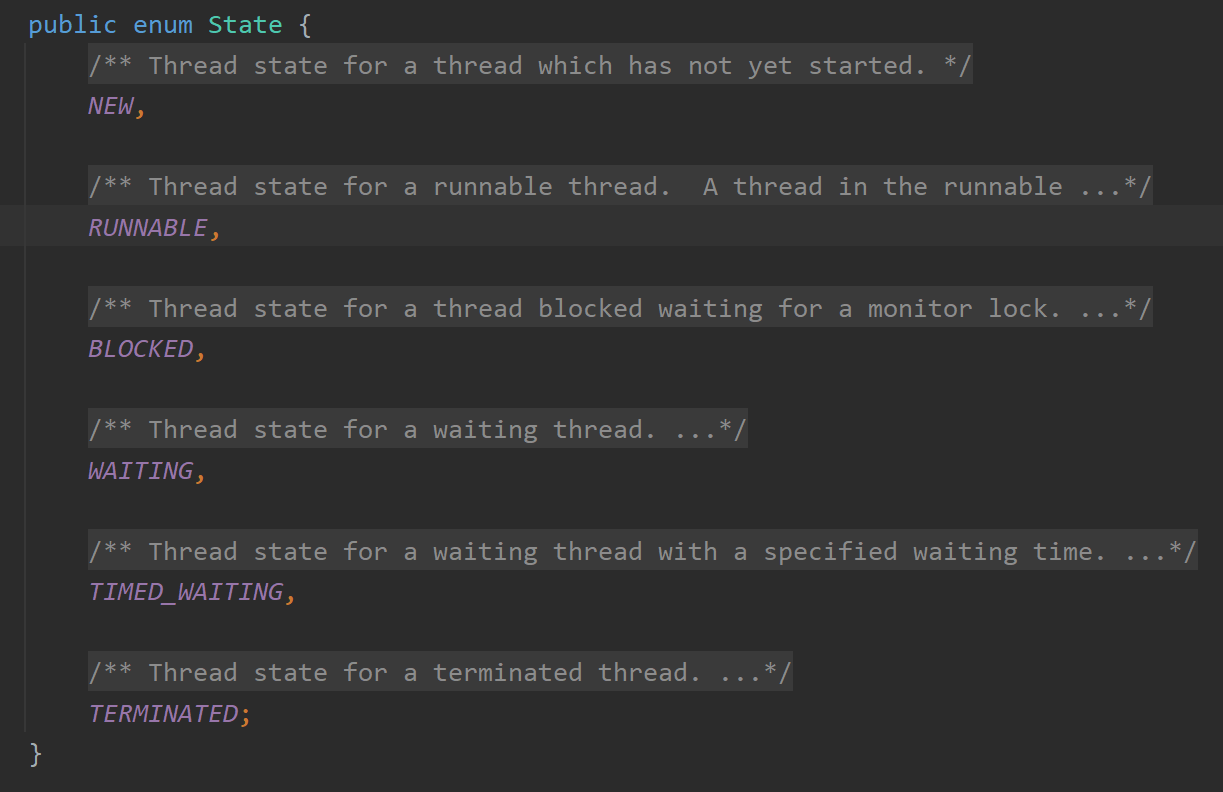 public enum State {
/** Thread state for a thread which has not yet started. */
NEW,
/** Thread state for a runnable thread.  A thread in the runnable ...*/
RUNNABLE,
/** Thread state for a thread blocked waiting for a monitor lock. ...*/
BLOCKED,
/** Thread state for a waiting thread. ...*/
WAITING,
/** Thread state for a waiting thread with a specified waiting time. ...*/
TIMED_WAITING,
/** Thread state for a terminated thread. ...*/
TERMINATED;
}